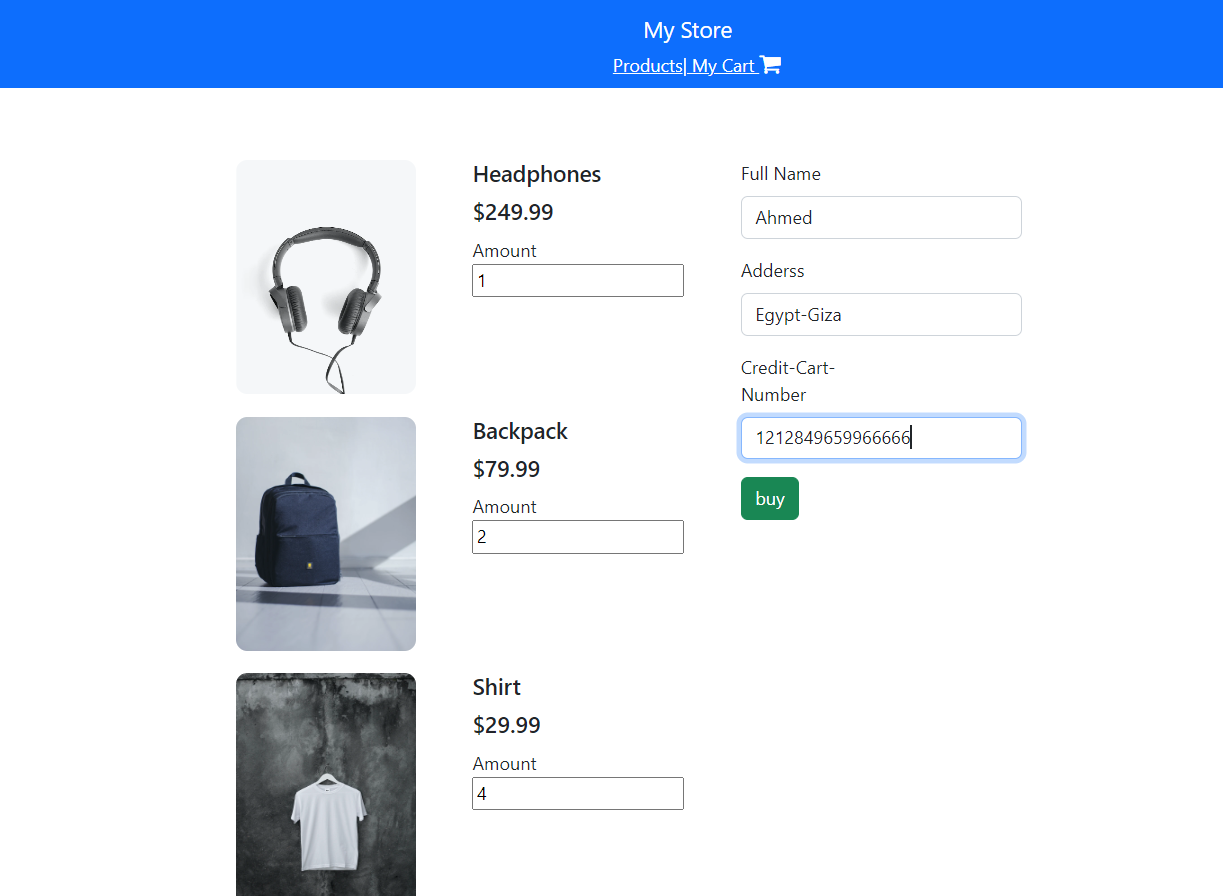 My Store
Products| My Cart
Headphones
$249.99
Amount
1
Backpack
$79.99
Amount
2
Shirt
$29.99
Amount
4
Full Name
Ahmed
Adderss
Egypt-Giza
Credit-Cart-
Number
1212849659966666
buy